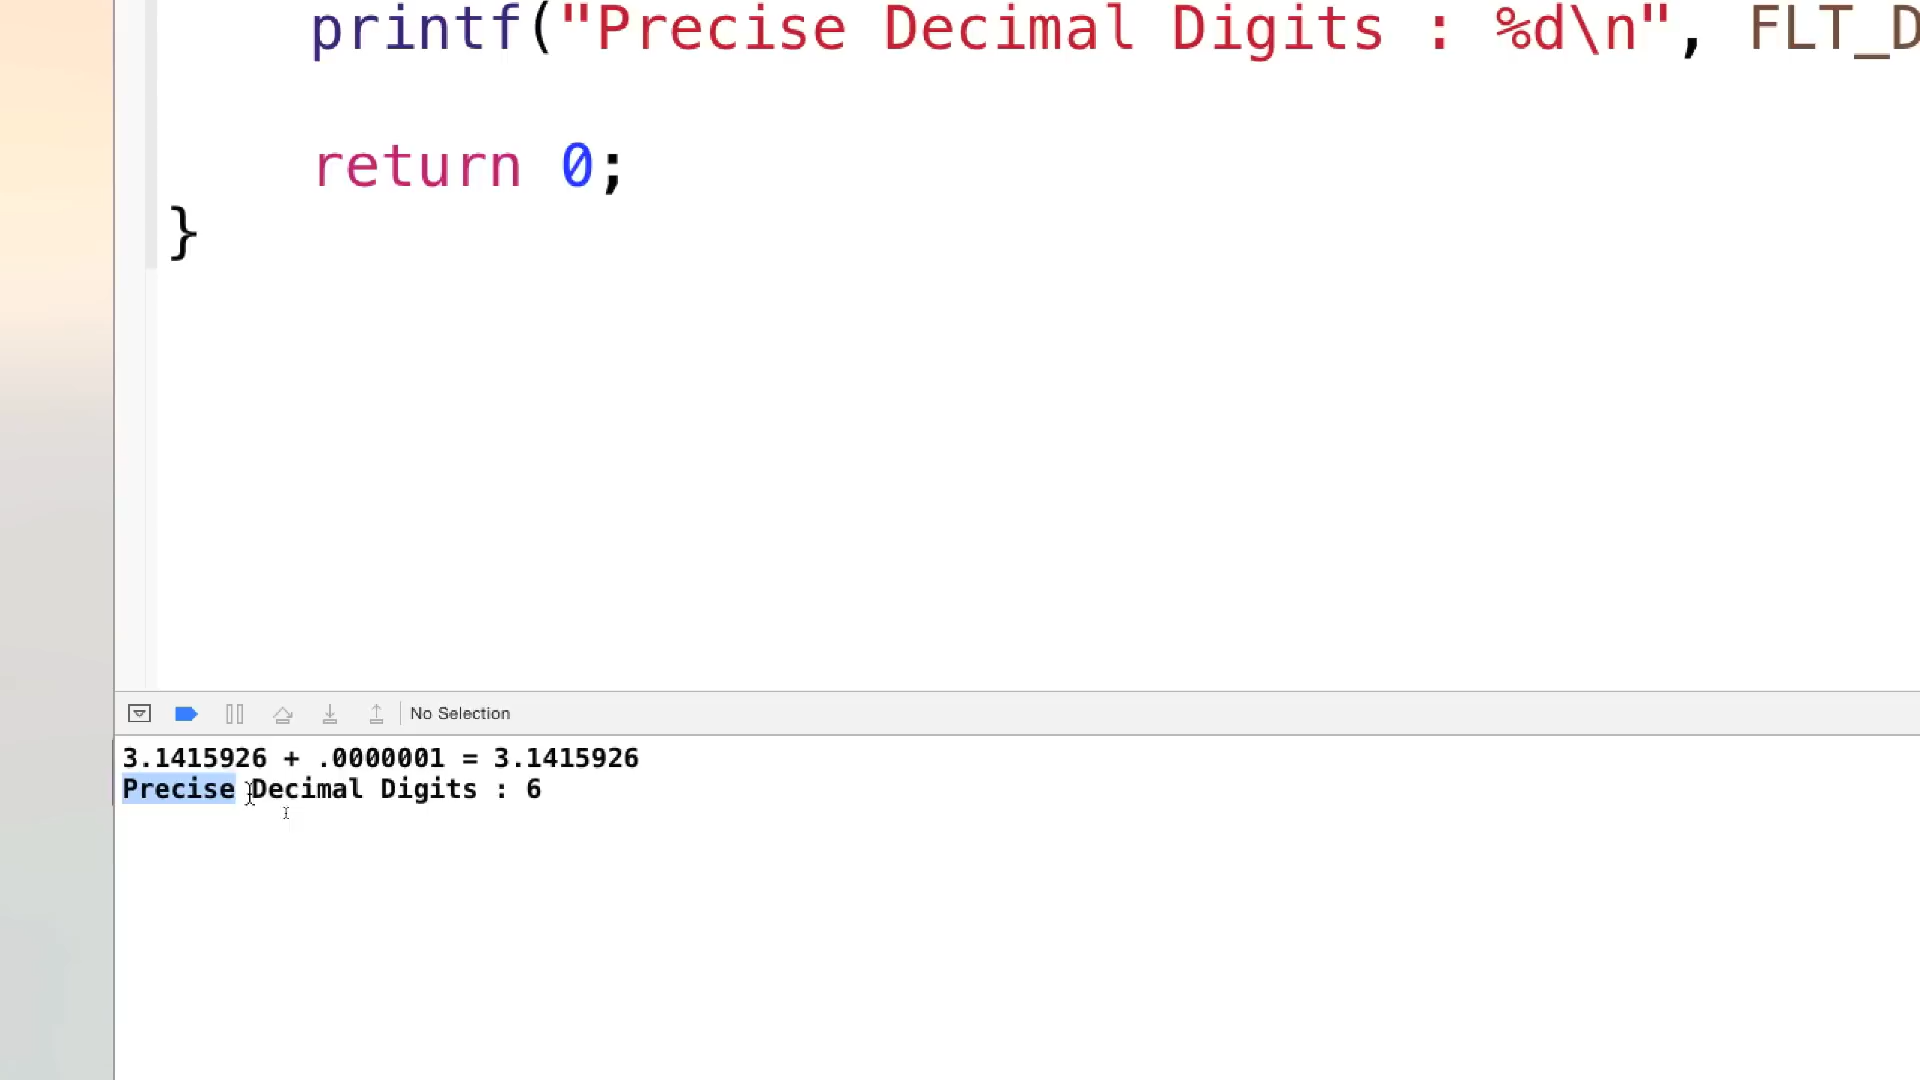 printf("Precise Decimal Digits : %d\n", FLT_D
return 0;
}
No Selection
3.1415926 + .0000001 = 3.1415926
Precise Decimal Digits : 6